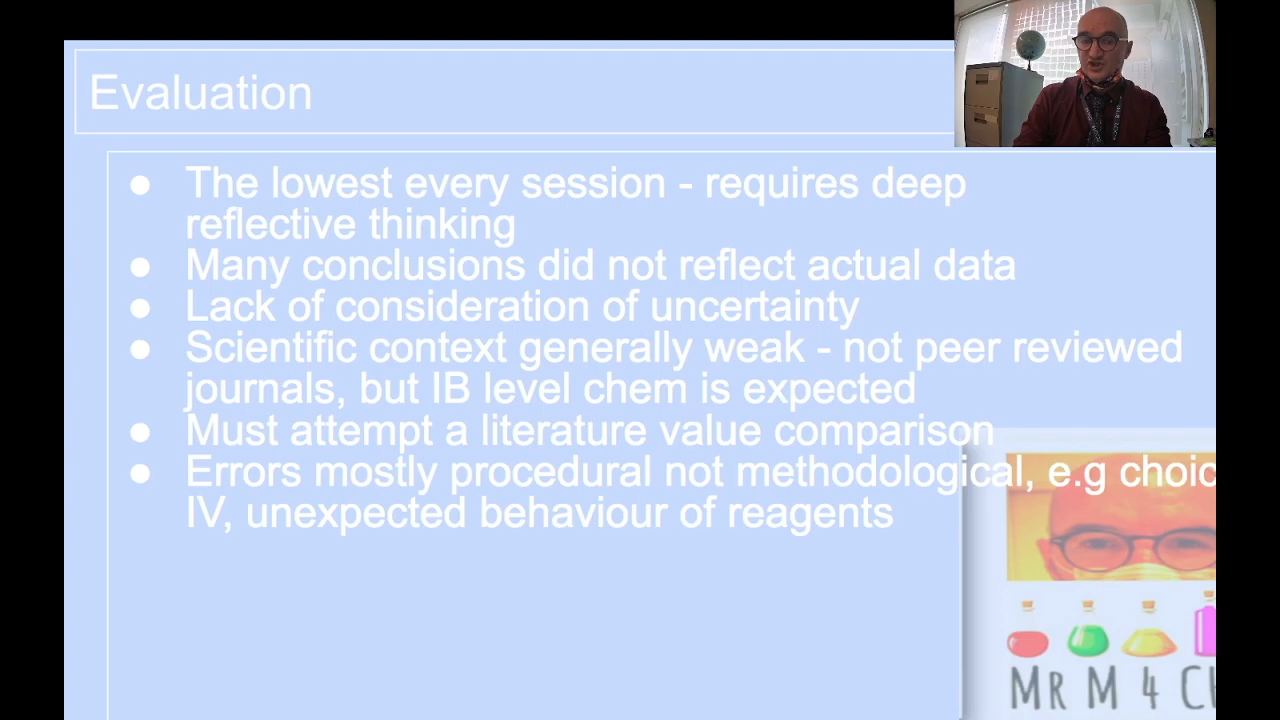 Evaluation
● The lowest every session - requires deep
reflective thinking
● Many conclusions did not reflect actual data
● Lack of consideration of uncertainty
● Scientific context generally weak - not peer reviewed
journals, but IB level chem is expected
● Must attempt a literature value comparison
● Errors mostly procedural not methodological, e.g choic
IV, unexpected behaviour of reagents
MR M 4 C